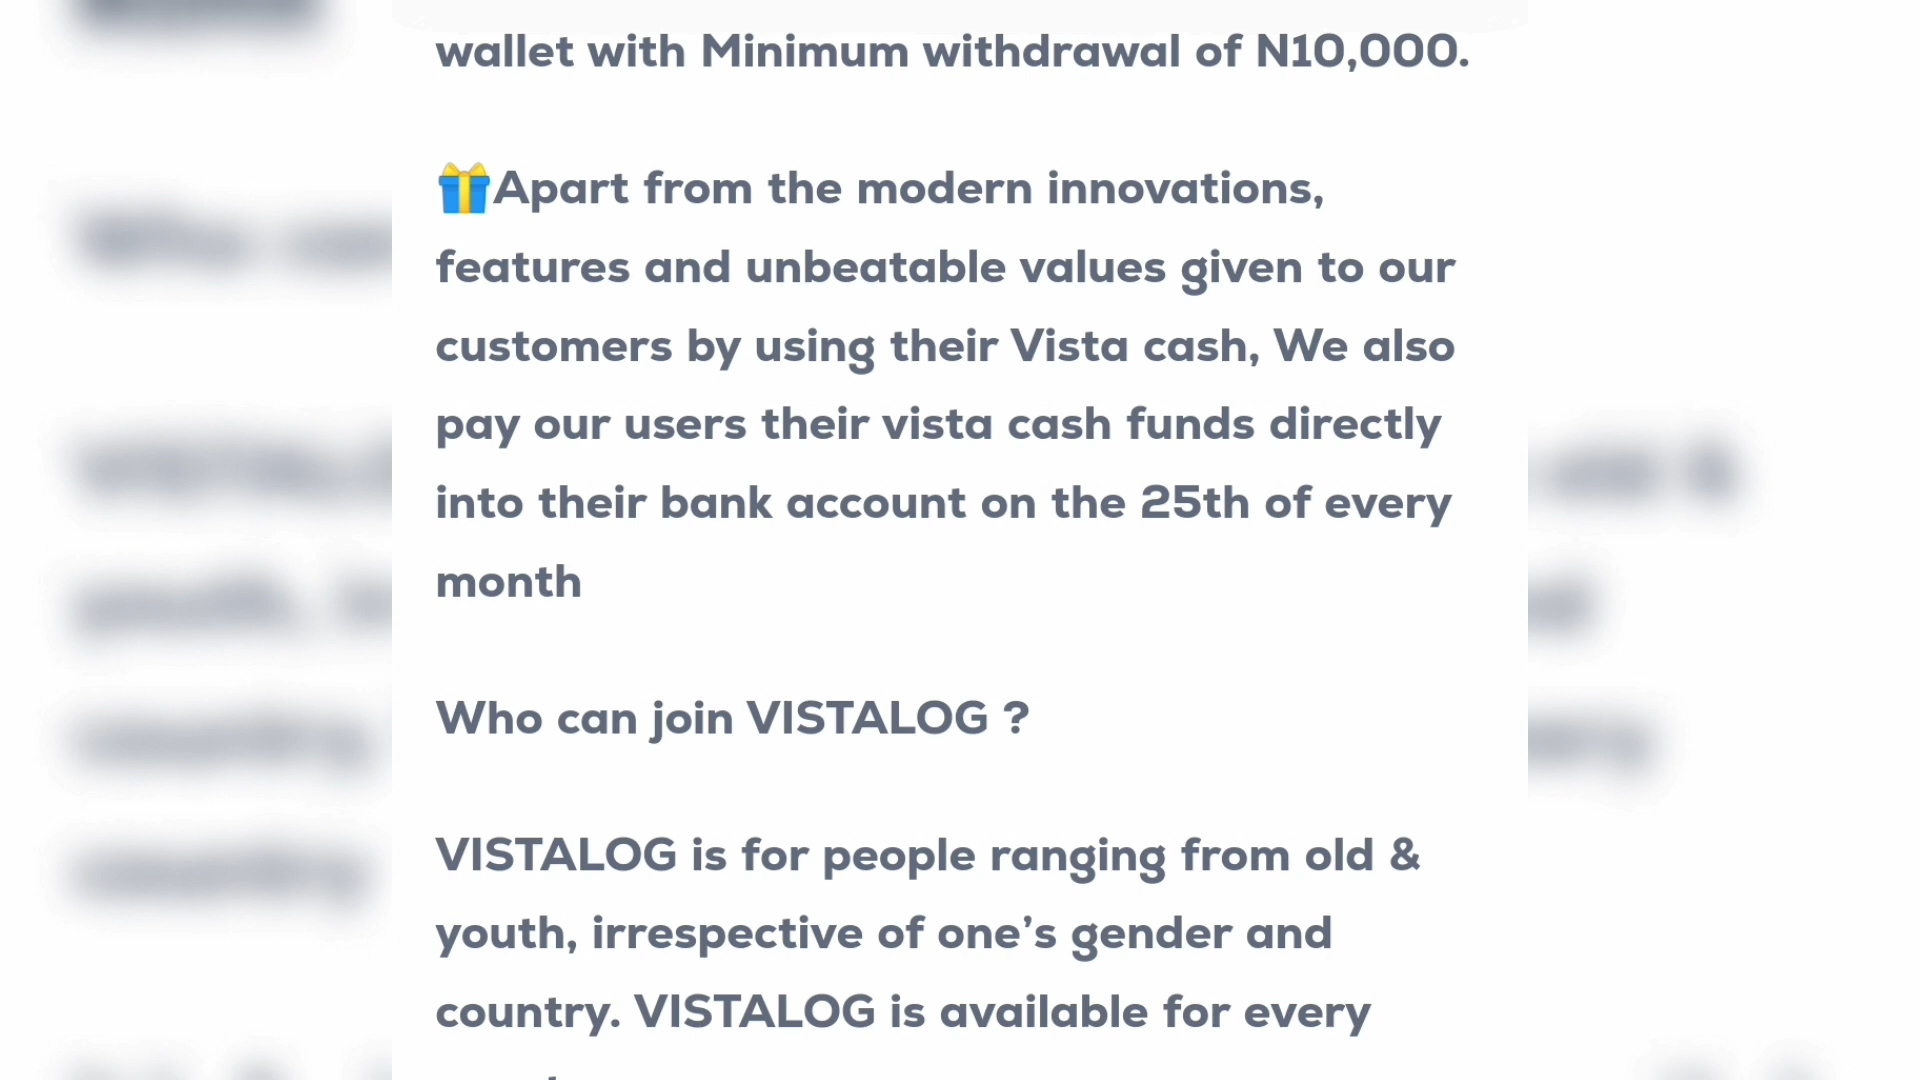 wallet with Minimum withdrawal of N10,000.
🎁Apart from the modern innovations,
features and unbeatable values given to our
customers by using their Vista cash, We also
pay our users their vista cash funds directly
into their bank account on the 25th of every
month
Who can join VISTALOG ?
VISTALOG is for people ranging from old &
youth, irrespective of one’s gender and
country. VISTALOG is available for every